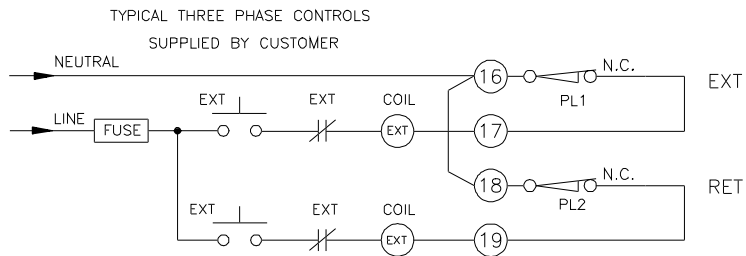 TYPICAL THREE PHASE CONTROLS
SUPPLIED BY CUSTOMER
NEUTRAL
16
N.C.
EXT
PL1
LINE
FUSE
EXT
EXT
COIL
EXT
17
18
N.C.
RET
PL2
EXT
EXT
COIL
EXT
19